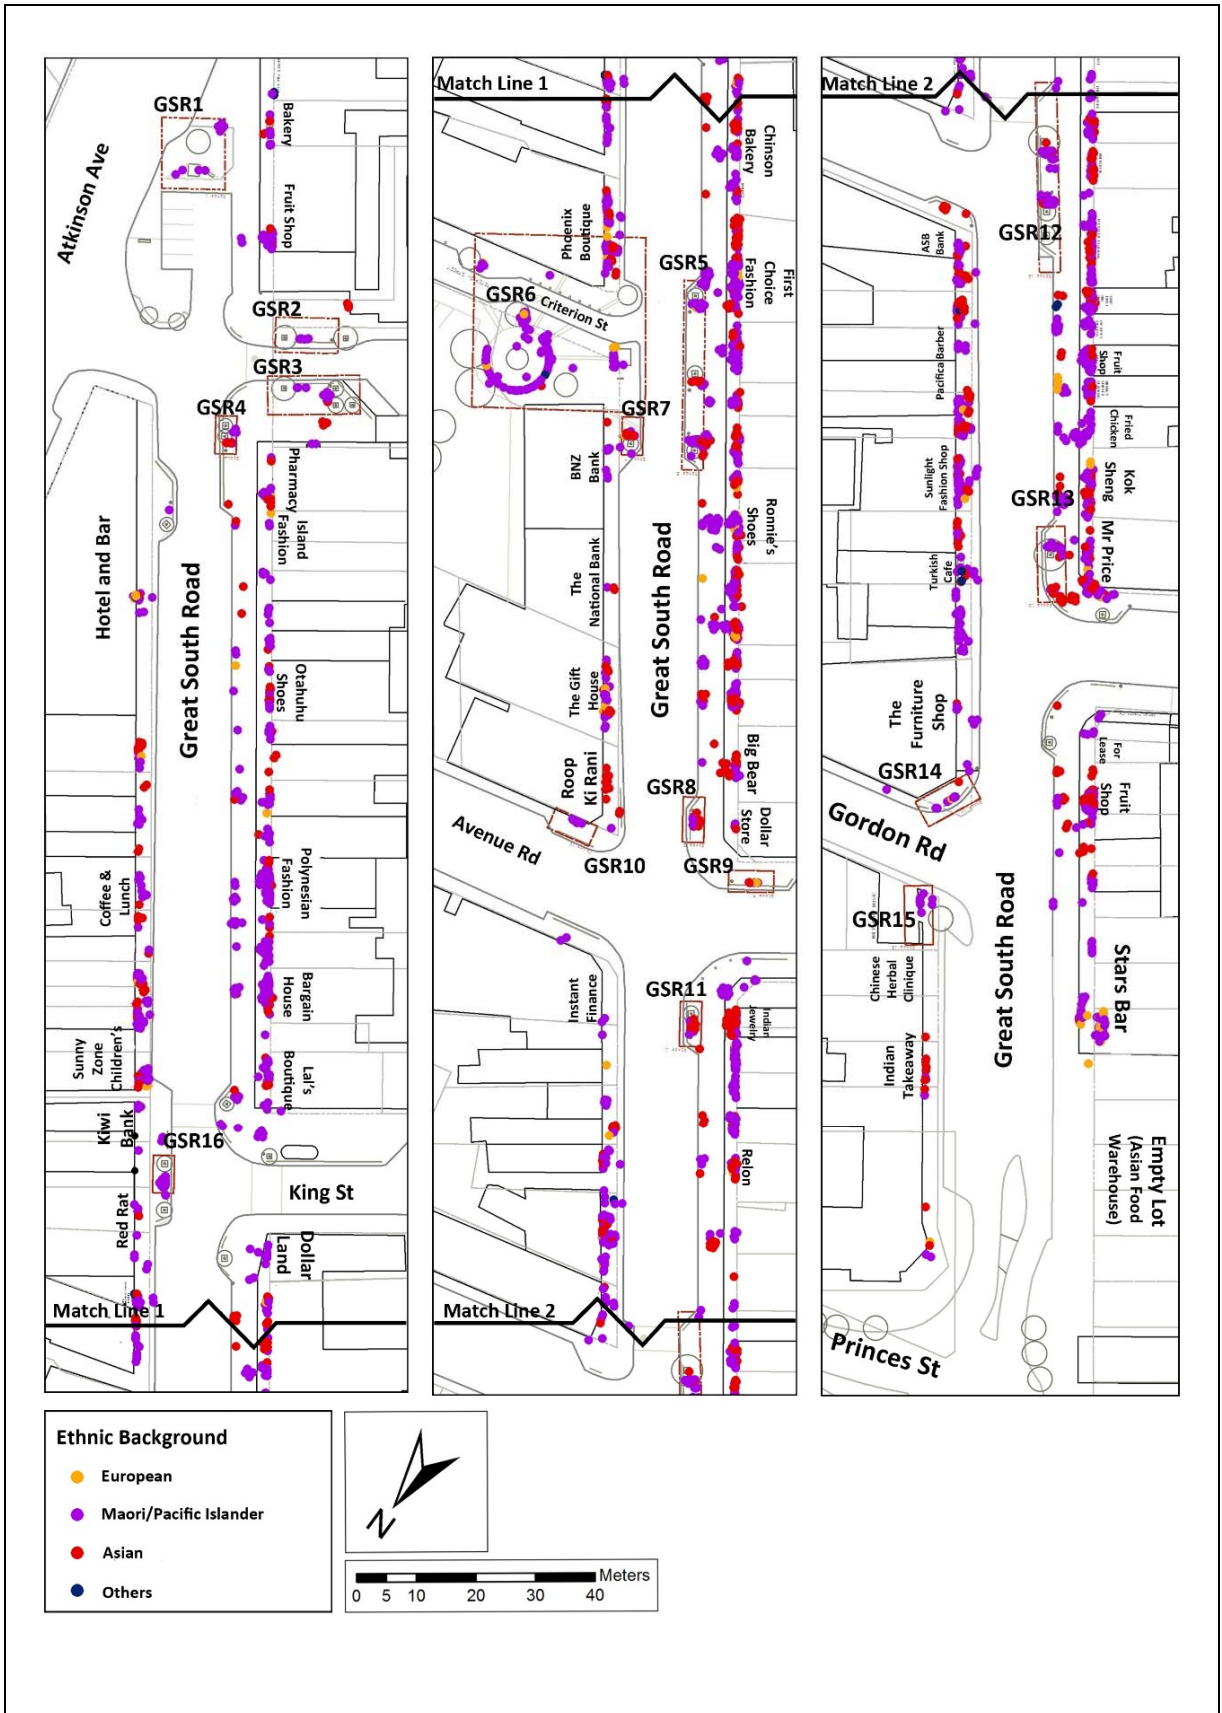 GSR1
Atkinson Ave
Bakery
Fruit Shop
GSR2
GSR3
GSR4
Pharmacy
Island
Fashion
Hotel and Bar
Great South Road
Otahuhu
Shoes
Polynesian
Fashion
Coffee &
Lunch
Bargain
House
Sunny
Zone
Children's
Lal's
Boutique
Kiwi
Bank
GSR16
Red Rat
King St
Dollar
Land
Match Line 1
Match Line 1
Chinson
Bakery
Phoenix
Boutique
GSR5
First
Choice
Fashion
GSR6
Criterion St
GSR7
BNZ
Bank
Ronnie's
Shoes
The
National Bank
Great South Road
The Gift
House
Big Bear
Roop
Ki Rani
GSR8
Dollar
Store
Avenue Rd
GSR10
GSR9
Instant
Finance
GSR11
Indian
Jewelry
Relon
Match Line 2
Match Line 2
ASB
Bank
GSR12
Pacifica Barber
Fruit
Shop
Fried
Chicken
Sunlight
Fashion Shop
Kok
Sheng
GSR13
Mr Price
Turkish
Cafe
The
Furniture
Shop
For
Lease
GSR14
Fruit
Shop
Gordon Rd
GSR15
Great South Road
Chinese
Herbal
Clinique
Stars Bar
Indian
Takeaway
Empty Lot
(Asian Food
Warehouse)
Princes St
Ethnic Background
European
Maori/Pacific Islander
Asian
Others
N
Meters
0 5 10 20 30 40